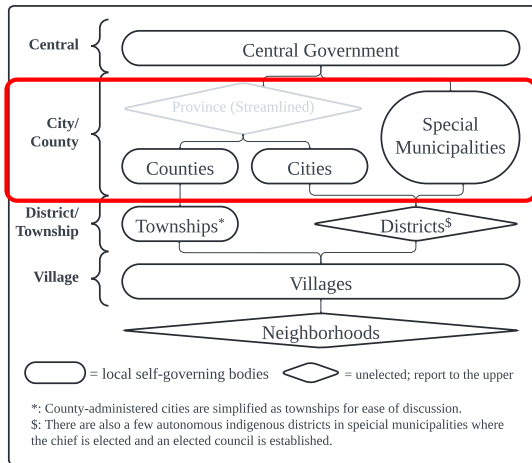 Central
Central Government
Province (Streamlined)
City/
County
Special
Municipalities
Counties
Cities
District/
Township
Townships*
Districts$
Village
Villages
Neighborhoods
= local self-governing bodies
= unelected; report to the upper
*: County-administered cities are simplified as townships for ease of discussion.
$: There are also a few autonomous indigenous districts in speicial municipalities where
the chief is elected and an elected council is established.